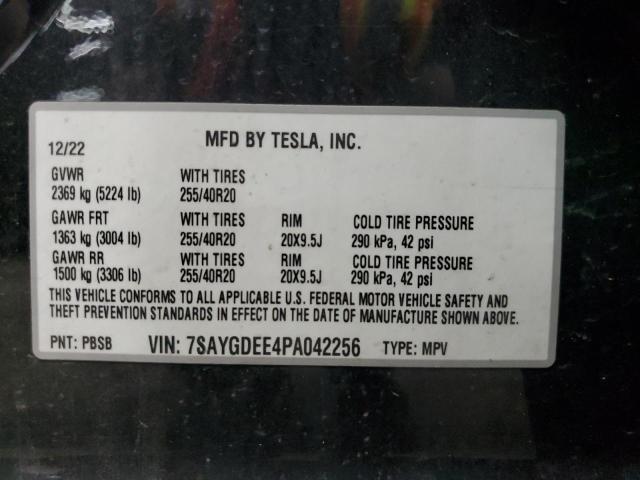 MFD BY TESLA, INC.
12/22
GVWR WITH TIRES
2369 kg (5224 lb) 255/40R20
GAWR FRT WITH TIRES RIM COLD TIRE PRESSURE
1363 kg (3004 lb) 255/40R20 20X9.5J 290 kPa, 42 psi
GAWR RR WITH TIRES RIM COLD TIRE PRESSURE
1500 kg (3306 lb) 255/40R20 20X9.5J 290 kPa, 42 psi
THIS VEHICLE CONFORMS TO ALL APPLICABLE U.S. FEDERAL MOTOR VEHICLE SAFETY AND
THEFT PREVENTION STANDARDS IN EFFECT ON THE DATE OF MANUFACTURE SHOWN ABOVE.
PNT: PBSB VIN: 7SAYGDEE4PA042256 TYPE: MPV